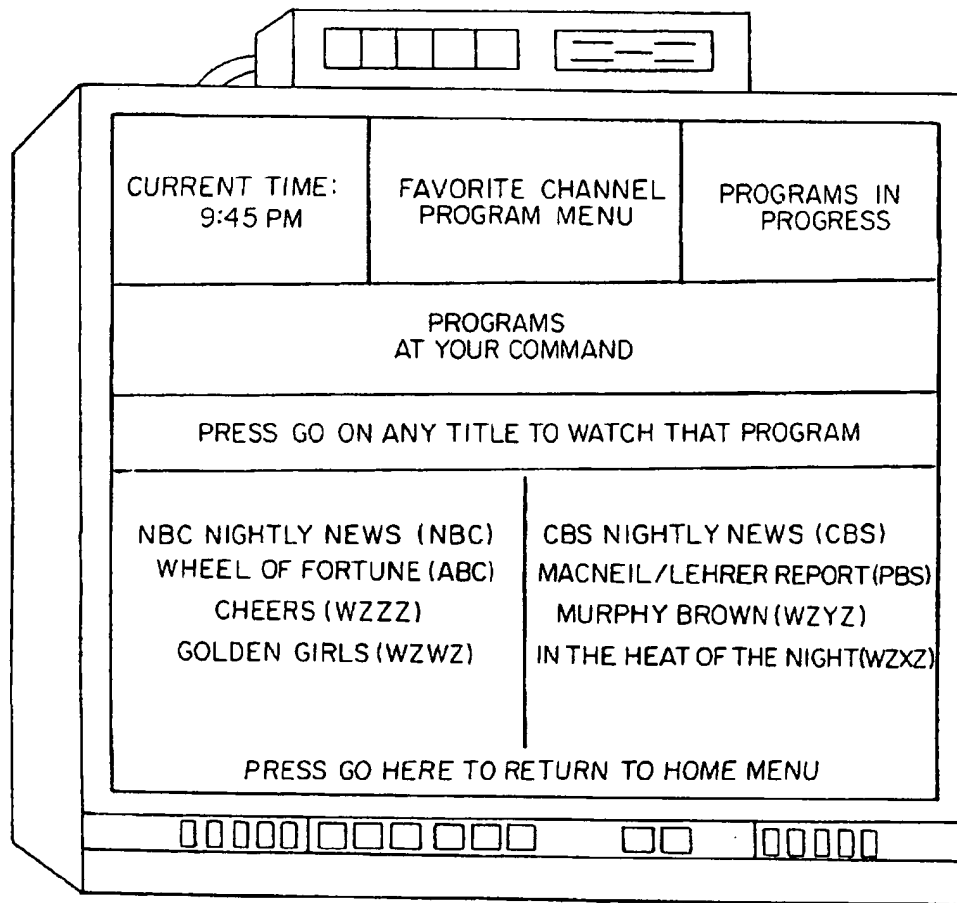 CURRENT TIME:
9:45 PM
FAVORITE CHANNEL
PROGRAM MENU
PROGRAMS IN
PROGRESS
PROGRAMS
AT YOUR COMMAND
PRESS GO ON ANY TITLE TO WATCH THAT PROGRAM
NBC NIGHTLY NEWS (NBC)
WHEEL OF FORTUNE (ABC)
CHEERS (WZZZ)
GOLDEN GIRLS (WZWZ)
CBS NIGHTLY NEWS (CBS)
MACNEIL/LEHRER REPORT (PBS)
MURPHY BROWN (WZYZ)
IN THE HEAT OF THE NIGHT (WZXZ)
PRESS GO HERE TO RETURN TO HOME MENU